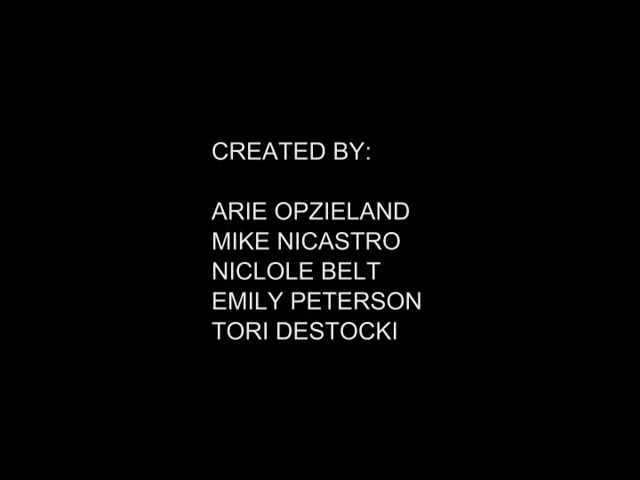 CREATED BY:
ARIE OPZIELAND
MIKE NICASTRO
NICLOLE BELT
EMILY PETERSON
TORI DESTOCKI